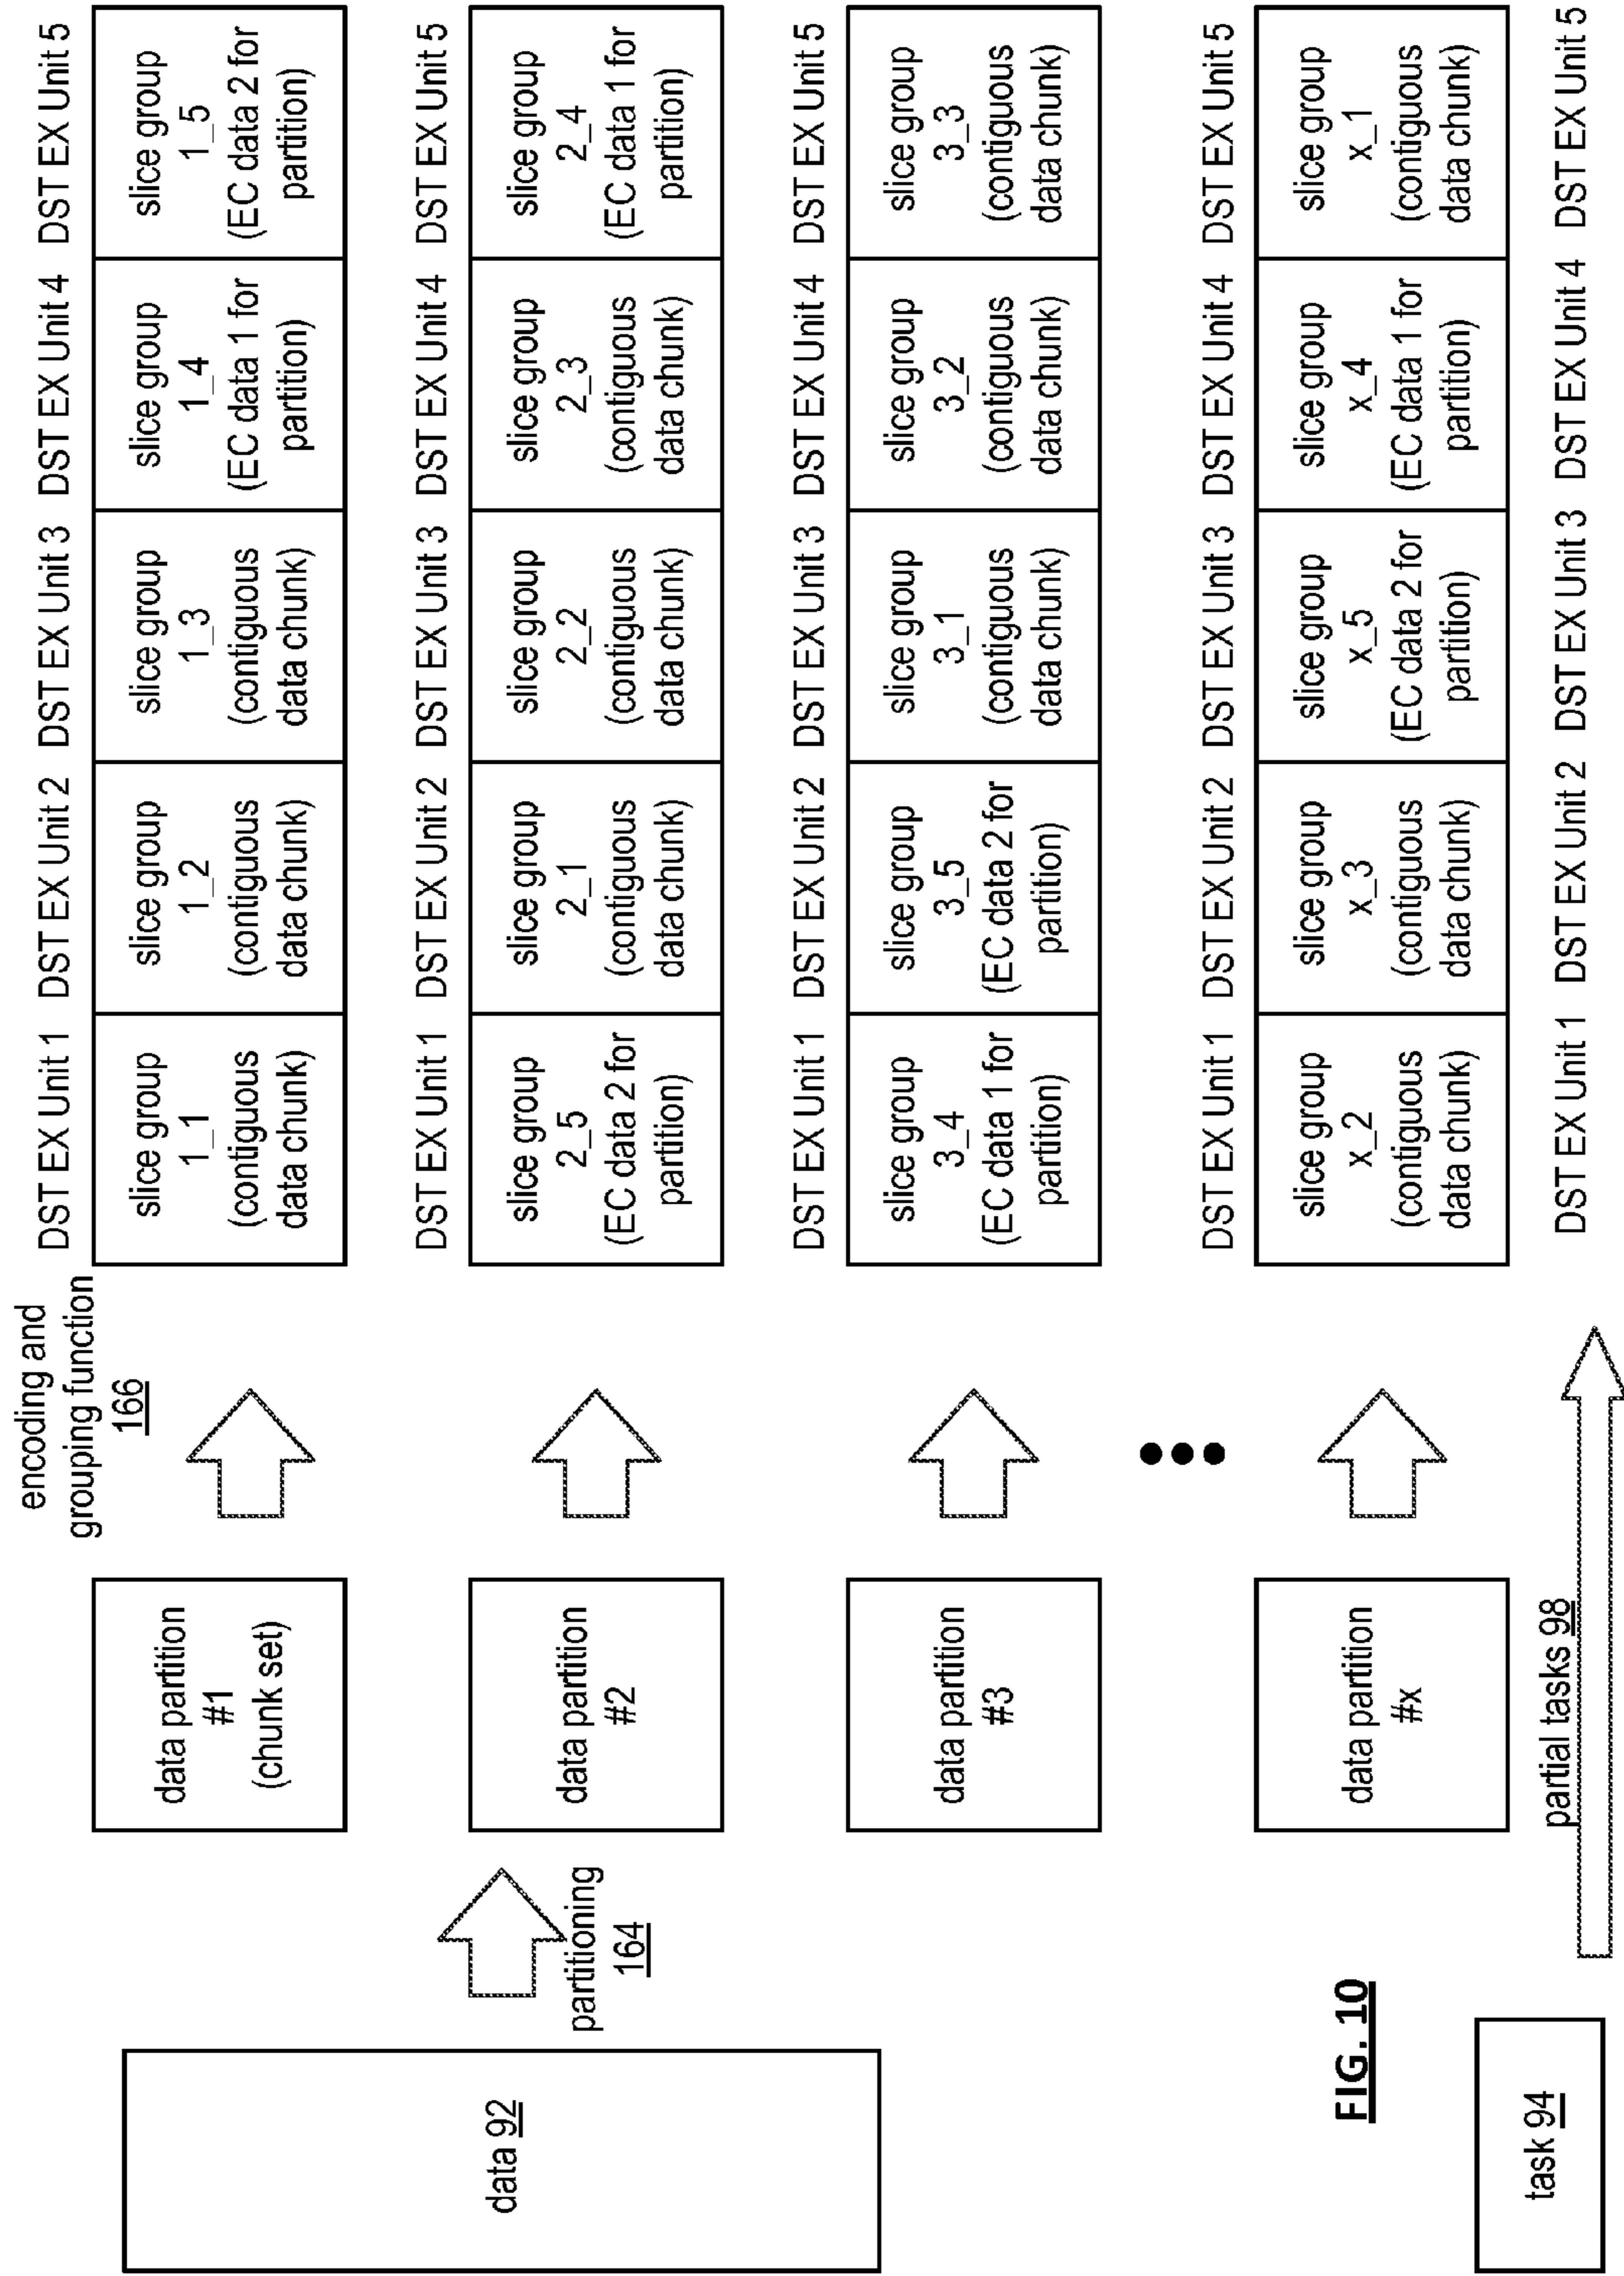 data 92
partitioning
164
data partition
#1
(chunk set)
data partition
#2
data partition
#3
data partition
#x
encoding and
grouping function
166
DST EX Unit 1 DST EX Unit 2 DST EX Unit 3 DST EX Unit 4 DST EX Unit 5
slice group
1_1
(contiguous
data chunk)
slice group
1_2
(contiguous
data chunk)
slice group
1_3
(contiguous
data chunk)
slice group
1_4
(EC data 1 for
partition)
slice group
1_5
(EC data 2 for
partition)
DST EX Unit 1 DST EX Unit 2 DST EX Unit 3 DST EX Unit 4 DST EX Unit 5
slice group
2_5
(EC data 2 for
partition)
slice group
2_1
(contiguous
data chunk)
slice group
2_2
(contiguous
data chunk)
slice group
2_3
(contiguous
data chunk)
slice group
2_4
(EC data 1 for
partition)
DST EX Unit 1 DST EX Unit 2 DST EX Unit 3 DST EX Unit 4 DST EX Unit 5
slice group
3_4
(EC data 1 for
partition)
slice group
3_5
(EC data 2 for
partition)
slice group
3_1
(contiguous
data chunk)
slice group
3_2
(contiguous
data chunk)
slice group
3_3
(contiguous
data chunk)
DST EX Unit 1 DST EX Unit 2 DST EX Unit 3 DST EX Unit 4 DST EX Unit 5
slice group
x_2
(contiguous
data chunk)
slice group
x_3
(contiguous
data chunk)
slice group
x_5
(EC data 2 for
partition)
slice group
x_4
(EC data 1 for
partition)
slice group
x_1
(contiguous
data chunk)
FIG. 10
task 94
partial tasks 98
DST EX Unit 1 DST EX Unit 2 DST EX Unit 3 DST EX Unit 4 DST EX Unit 5